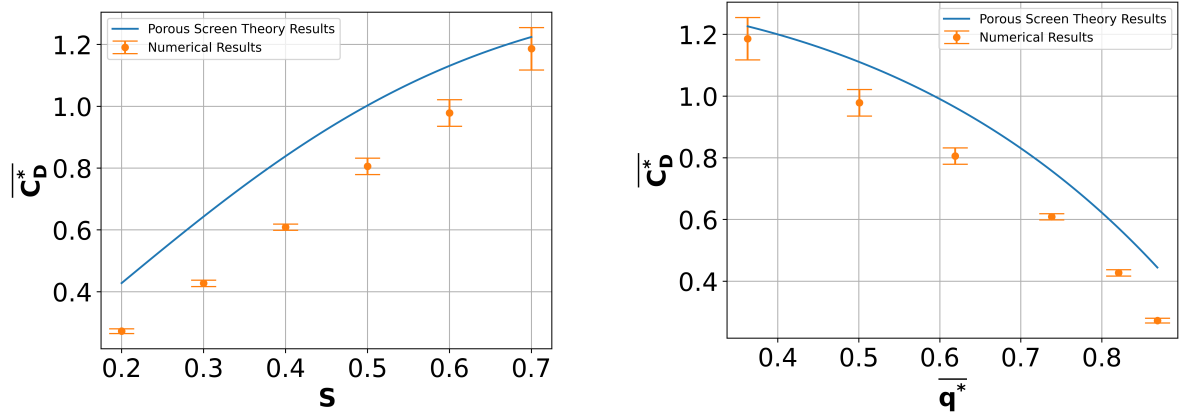 Porous Screen Theory Results
Numerical Results
1.2
1.0
0.8
0.6
0.4
0.2 0.3 0.4 0.5 0.6 0.7
S
C*D
Porous Screen Theory Results
Numerical Results
1.2
1.0
0.8
0.6
0.4
0.4 0.5 0.6 0.7 0.8
q*
C*D